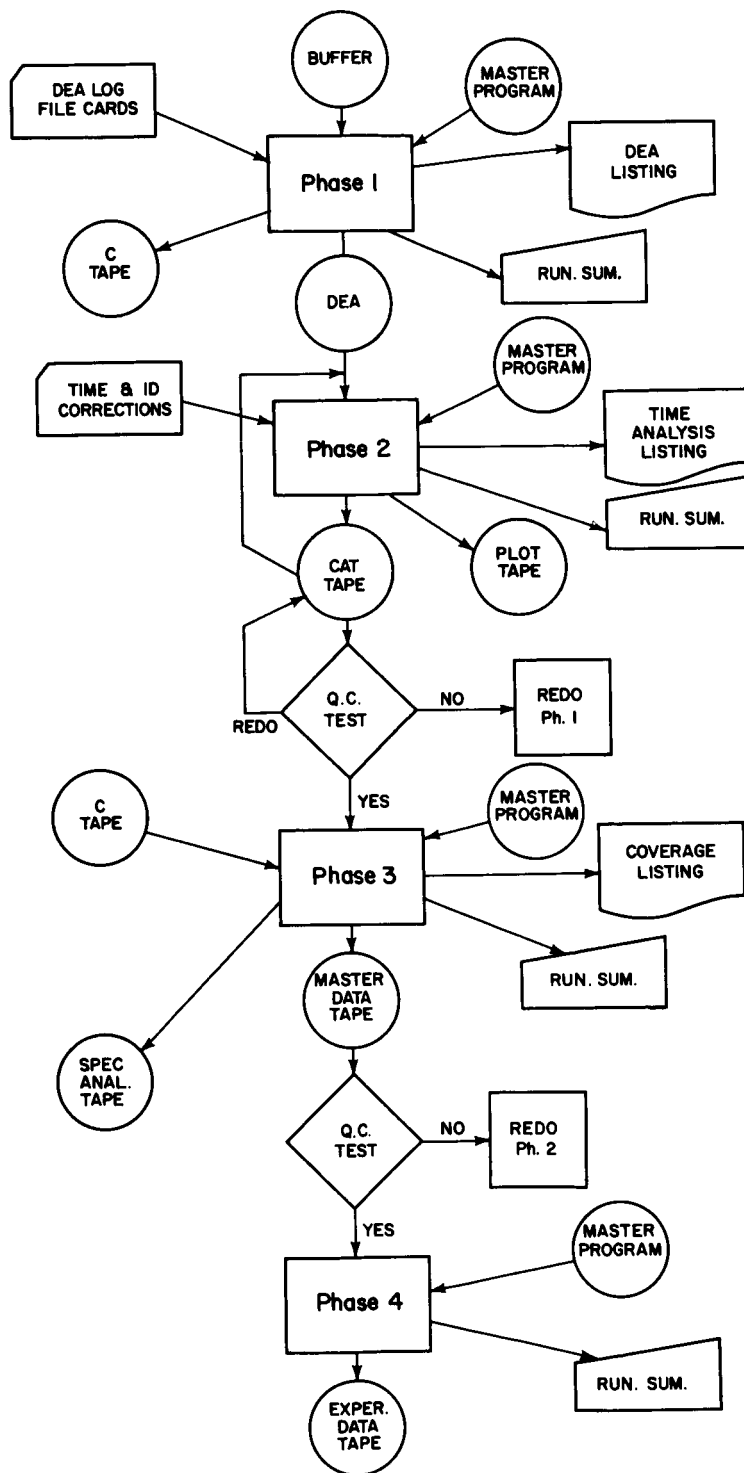 BUFFER
MASTER
PROGRAM
DEA LOG
FILE CARDS
DEA
LISTING
Phase 1
C
TAPE
RUN. SUM.
DEA
MASTER
PROGRAM
TIME & ID
CORRECTIONS
TIME
ANALYSIS
LISTING
Phase 2
RUN. SUM.
CAT
TAPE
PLOT
TAPE
Q.C.
TEST
REDO
NO
REDO
Ph. 1
YES
C
TAPE
MASTER
PROGRAM
Phase 3
COVERAGE
LISTING
RUN. SUM.
MASTER
DATA
TAPE
SPEC
ANAL.
TAPE
Q.C.
TEST
NO
REDO
Ph. 2
YES
MASTER
PROGRAM
Phase 4
RUN. SUM.
EXPER.
DATA
TAPE